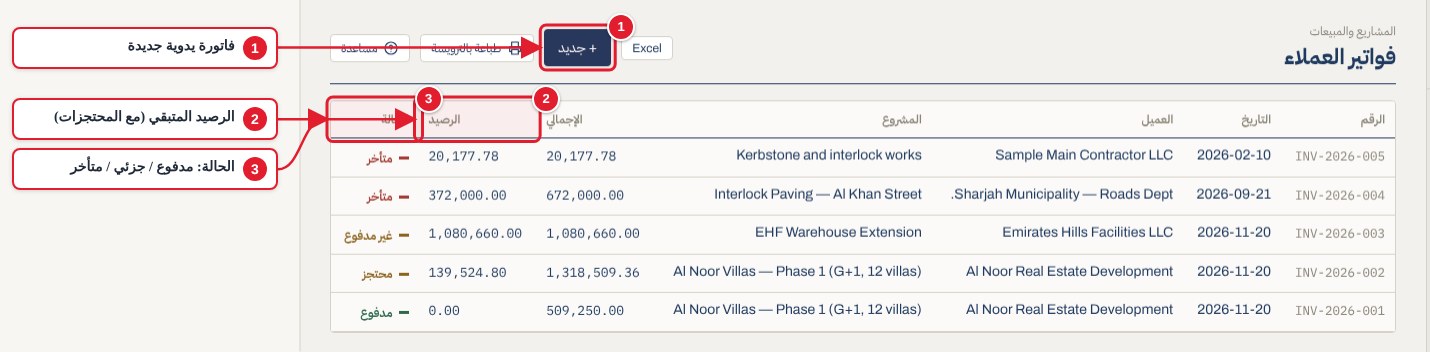 المشاريع والمبيعات
فواتير العملاء
Excel
+ جديد
1
طباعة بالترويسة
مساعدة
1 فاتورة يدوية جديدة
2 الرصيد المتبقي (مع المحتجزات)
3 الحالة: مدفوع / جزئي / متأخر
2
3
الرقم التاريخ العميل المشروع الإجمالي الرصيد
INV-2026-005 2026-02-10 Sample Main Contractor LLC Kerbstone and interlock works 20,177.78 20,177.78 متأخر
INV-2026-004 2026-09-21 Sharjah Municipality — Roads Dept. Interlock Paving — Al Khan Street 672,000.00 372,000.00 متأخر
INV-2026-003 2026-11-20 Emirates Hills Facilities LLC EHF Warehouse Extension 1,080,660.00 1,080,660.00 غير مدفوع
INV-2026-002 2026-11-20 Al Noor Real Estate Development Al Noor Villas — Phase 1 (G+1, 12 villas) 1,318,509.36 139,524.80 محتجز
INV-2026-001 2026-11-20 Al Noor Real Estate Development Al Noor Villas — Phase 1 (G+1, 12 villas) 509,250.00 0.00 مدفوع